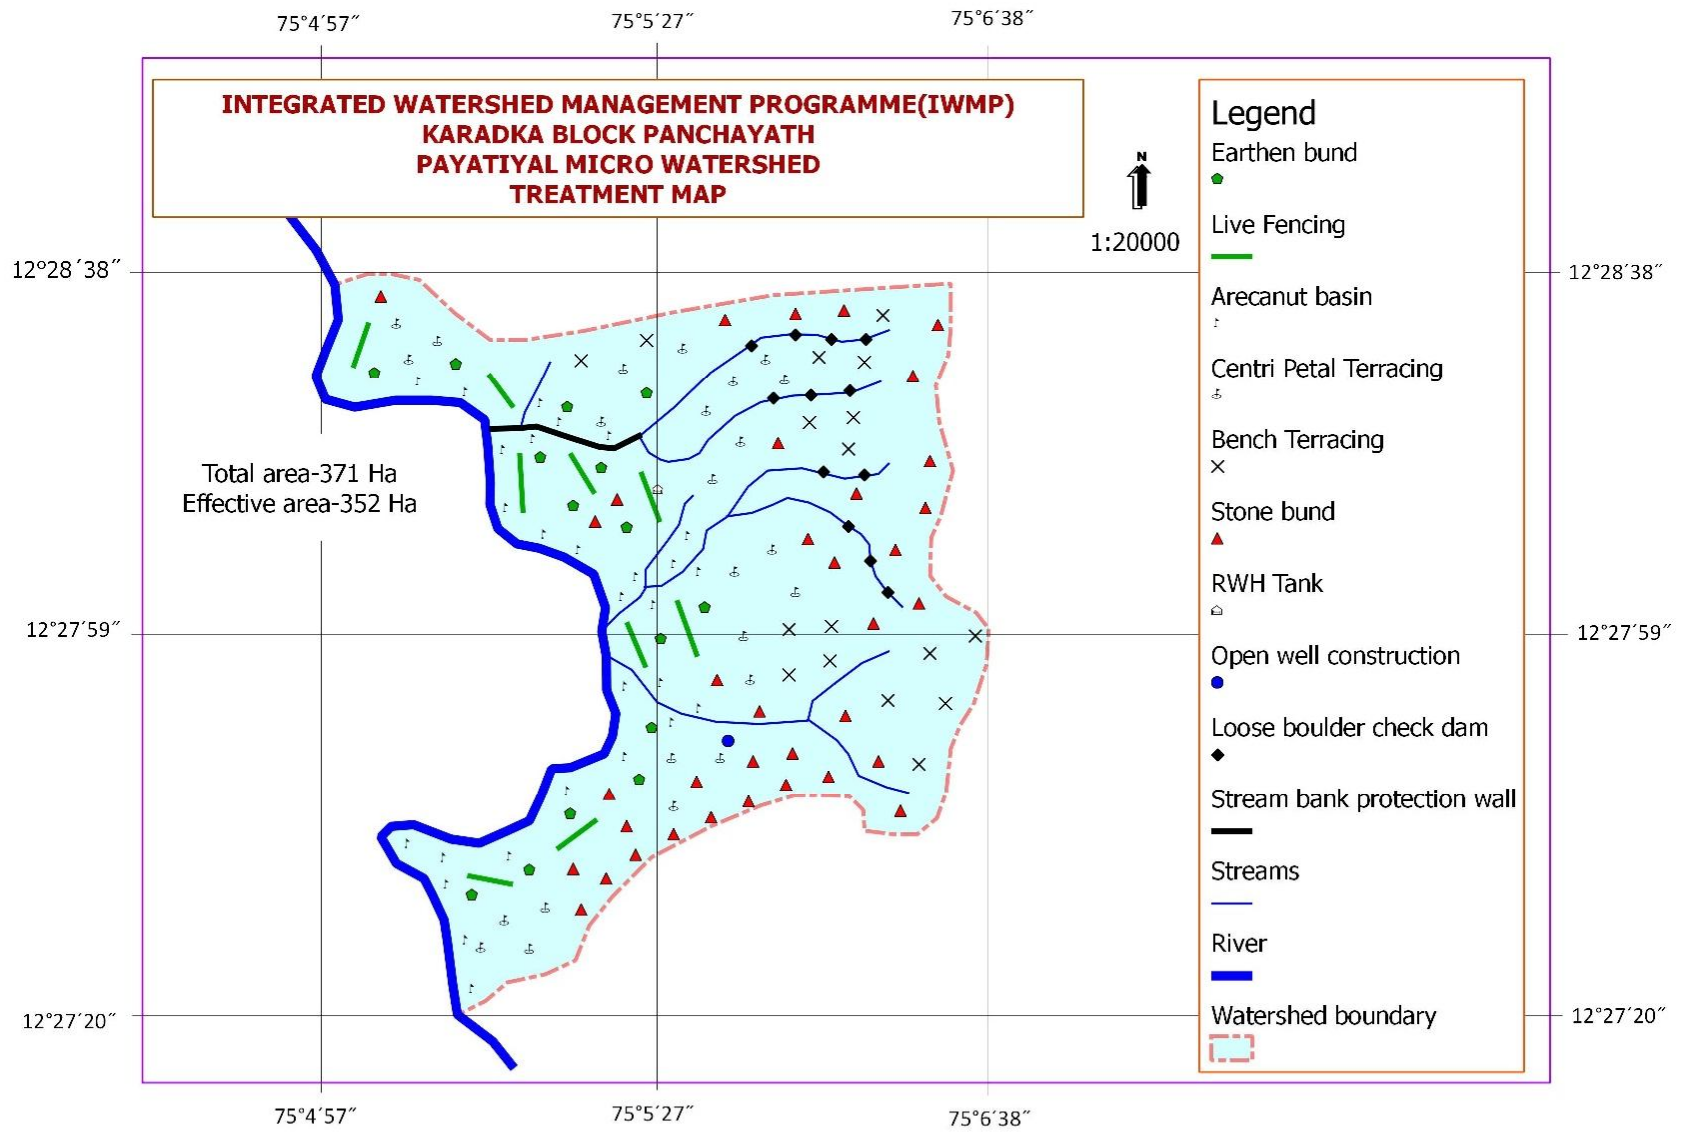 75°4′57″
75°5′27″
75°6′38″
INTEGRATED WATERSHED MANAGEMENT PROGRAMME(IWMP)
KARADKA BLOCK PANCHAYATH
PAYATIYAL MICRO WATERSHED
TREATMENT MAP
N
1:20000
12°28′38″
12°28′38″
Total area-371 Ha
Effective area-352 Ha
12°27′59″
12°27′59″
12°27′20″
12°27′20″
75°4′57″
75°5′27″
75°6′38″
Legend
Earthen bund
Live Fencing
Arecanut basin
Centri Petal Terracing
Bench Terracing
Stone bund
RWH Tank
Open well construction
Loose boulder check dam
Stream bank protection wall
Streams
River
Watershed boundary